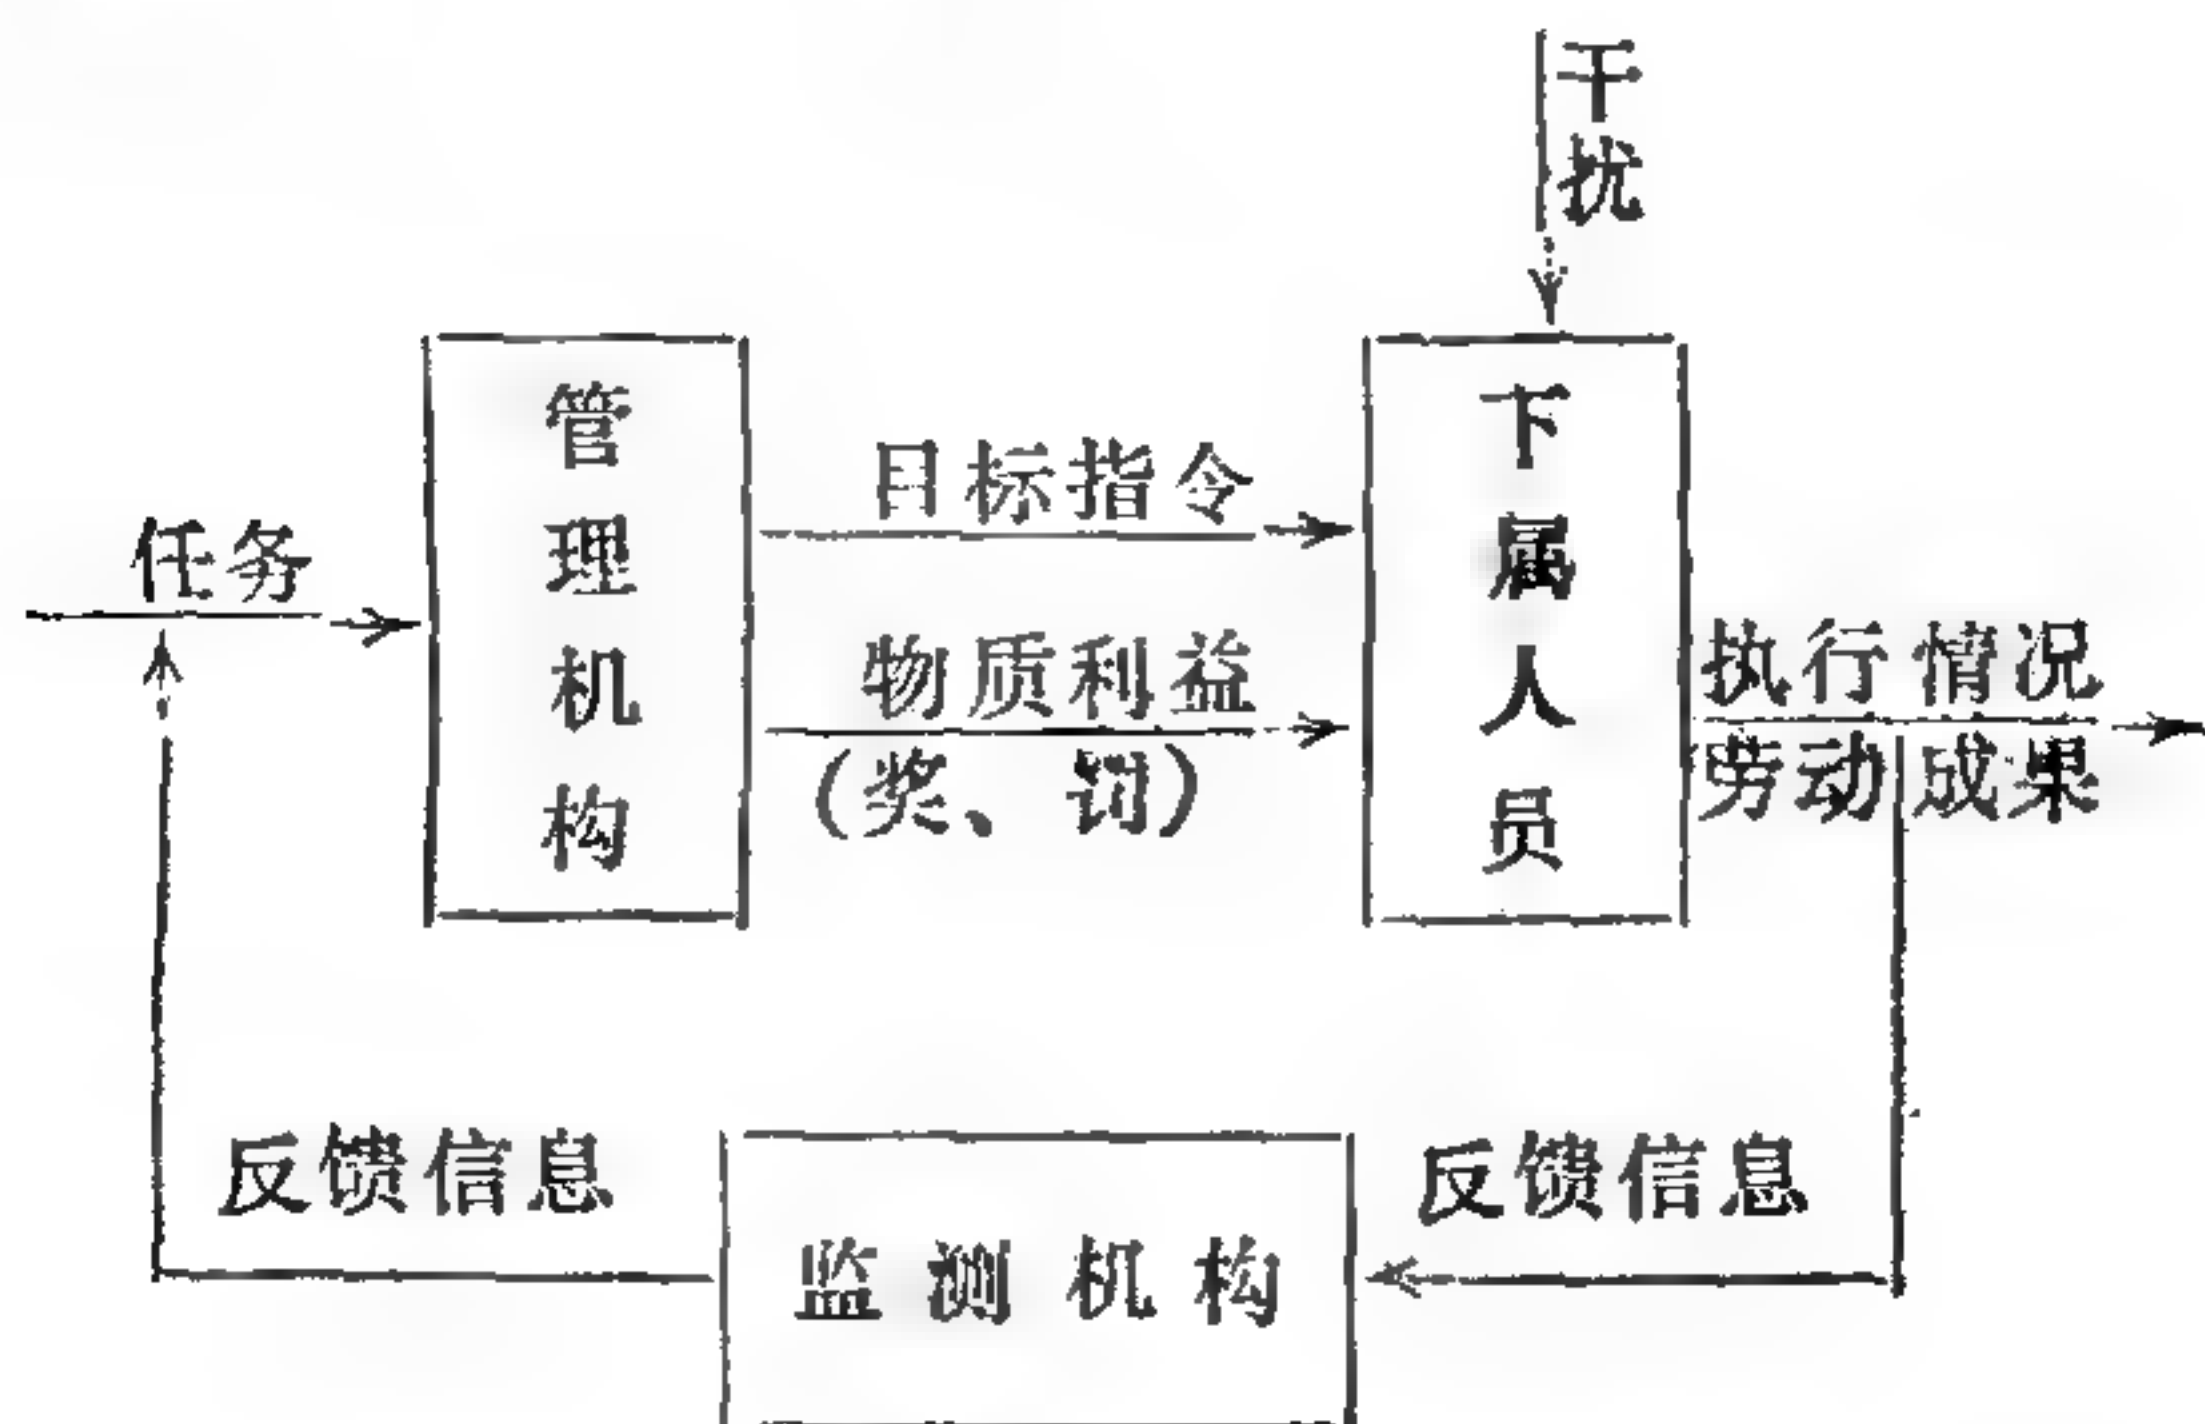 干扰
管理机构
下属人员
目标指令
任务
物质利益
(奖、罚)
执行情况
劳动成果
反馈信息
反馈信息
监测机构